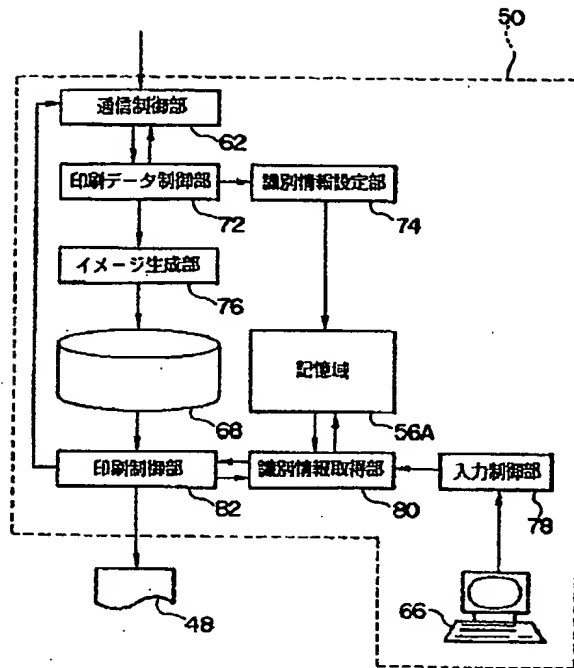 50
通信制御部
62
印刷データ制御部
72
識別情報設定部
74
イメージ生成部
76
68
記憶域
56A
印刷制御部
82
識別情報取得部
80
入力制御部
78
48
66